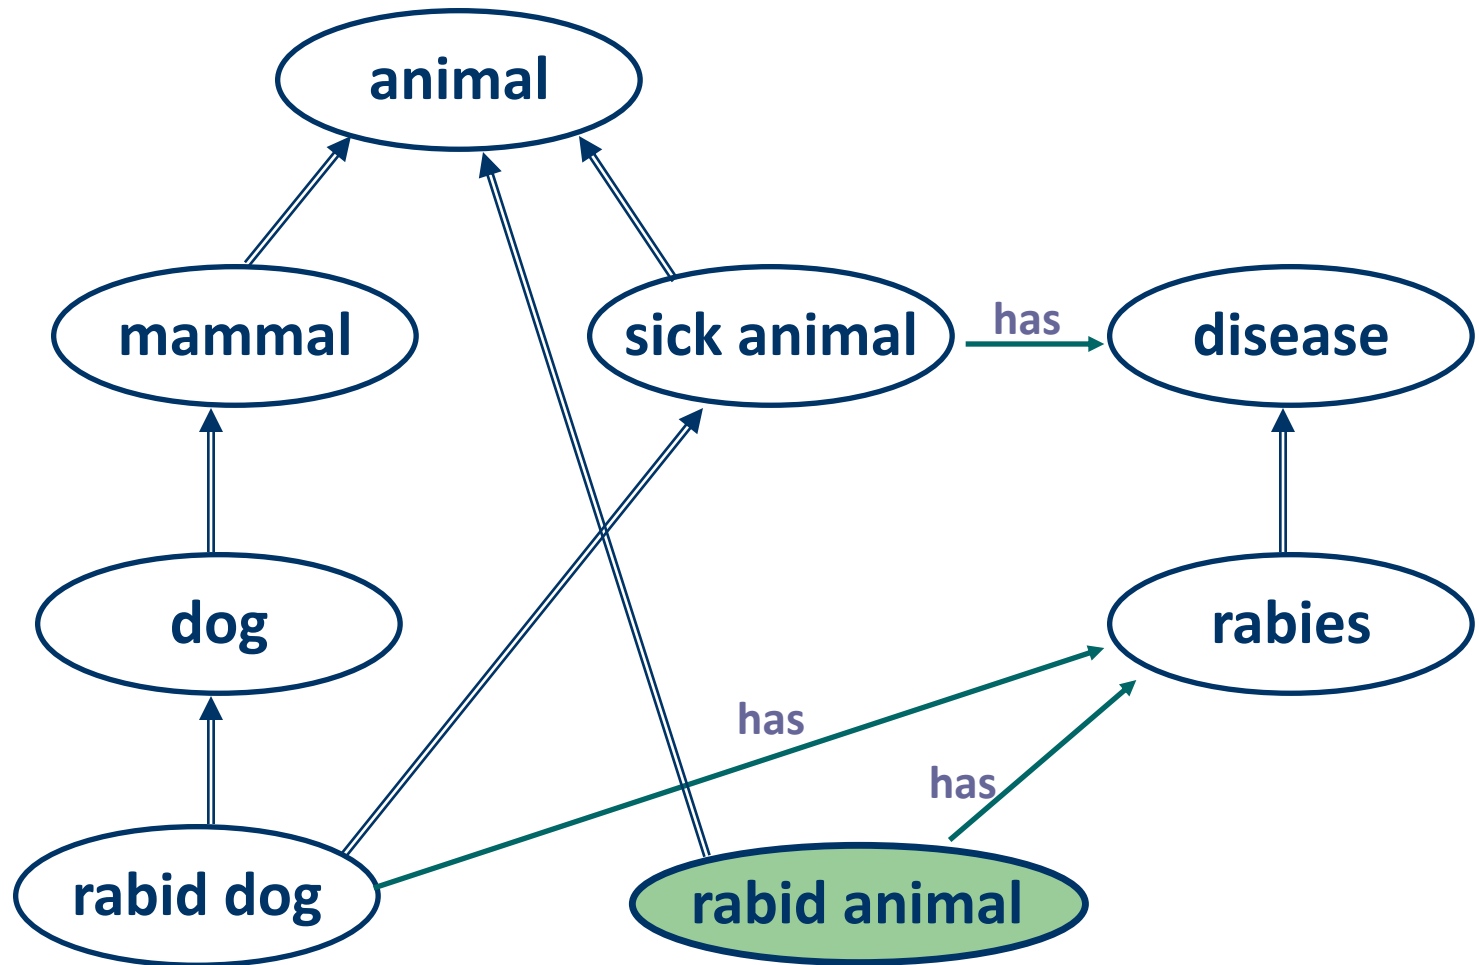 animal
mammal
sick animal
has
disease
dog
rabies
has
has
rabid dog
rabid animal